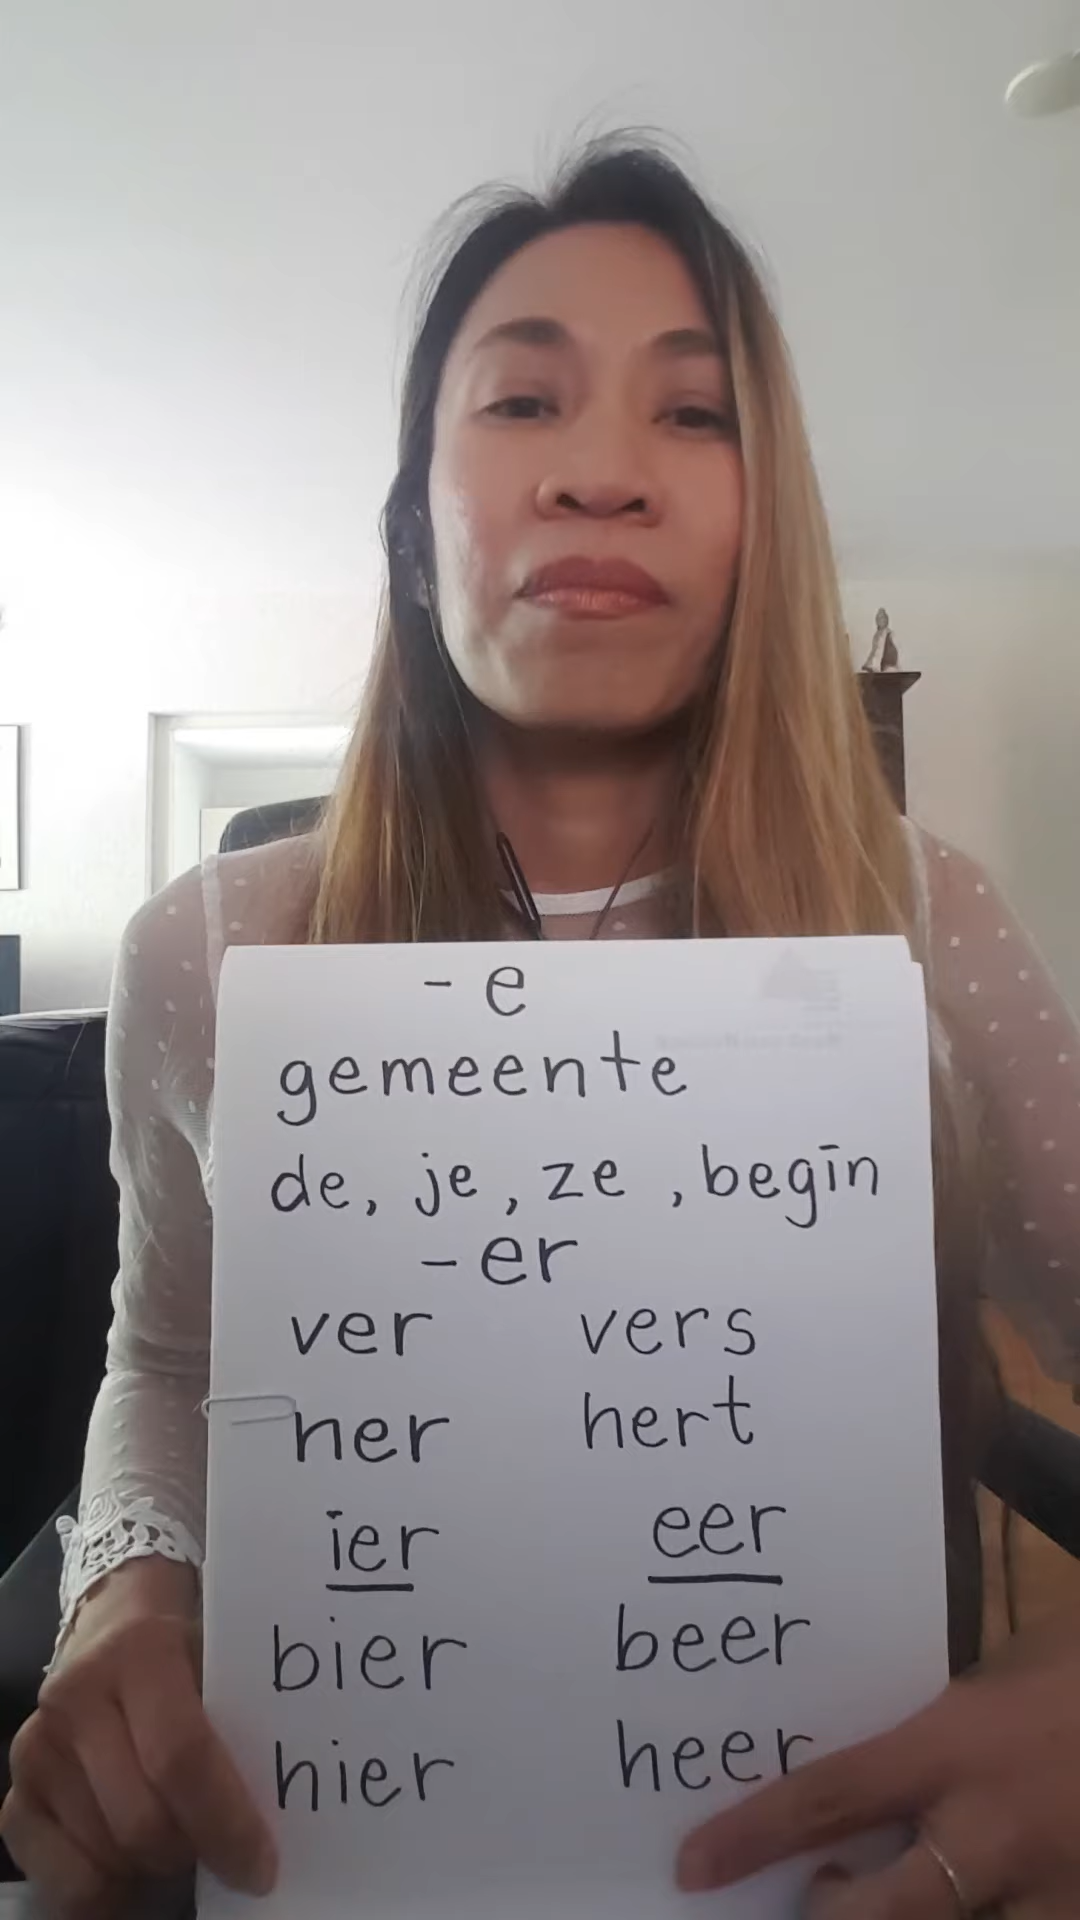 - e
gemeente
de, je, ze, begin
- er
ver vers
her hert
ier eer
bier beer
hier heer